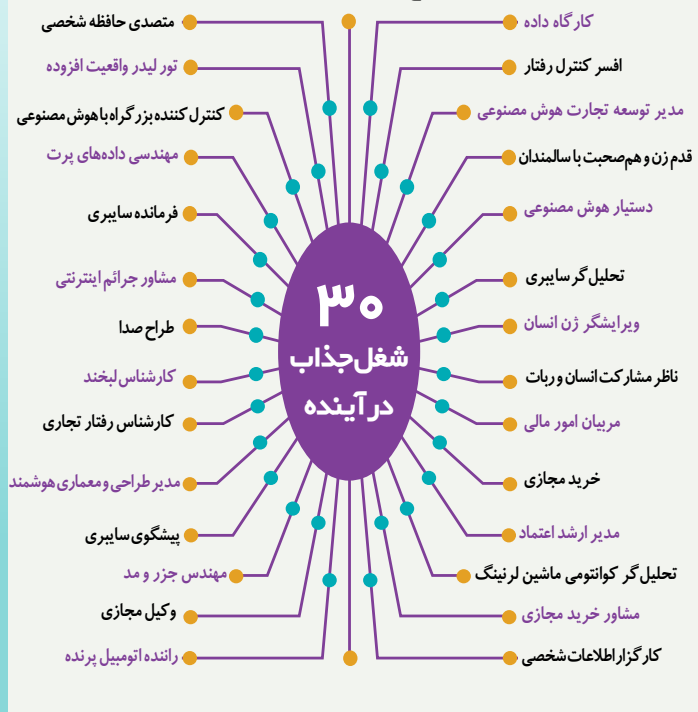 ۳۰
شغل جذاب
در آینده
کارگاه داده
افسر کنترل رفتار
مدیر توسعه تجارت هوش مصنوعی
قدم زن و هم‌صحبت با سالمندان
دستیار هوش مصنوعی
تحلیل‌گر سایبری
ویرایشگر ژن انسان
ناظر مشارکت انسان و ربات
مربیان امور مالی
خرید مجازی
مدیر ارشد اعتماد
تحلیل‌گر کوانتومی ماشین لرنینگ
مشاور خرید مجازی
کارگزار اطلاعات شخصی
متصدی حافظه شخصی
تور لیدر واقعیت افزوده
کنترل کننده بزرگراه با هوش مصنوعی
مهندسی داده‌های پرت
فرمانده سایبری
مشاور جرائم اینترنتی
طراح صدا
کارشناس لبخند
کارشناس رفتار تجاری
مدیر طراحی و معماری هوشمند
پیشگوی سایبری
مهندس جزر و مد
وکیل مجازی
راننده اتومبیل پرنده